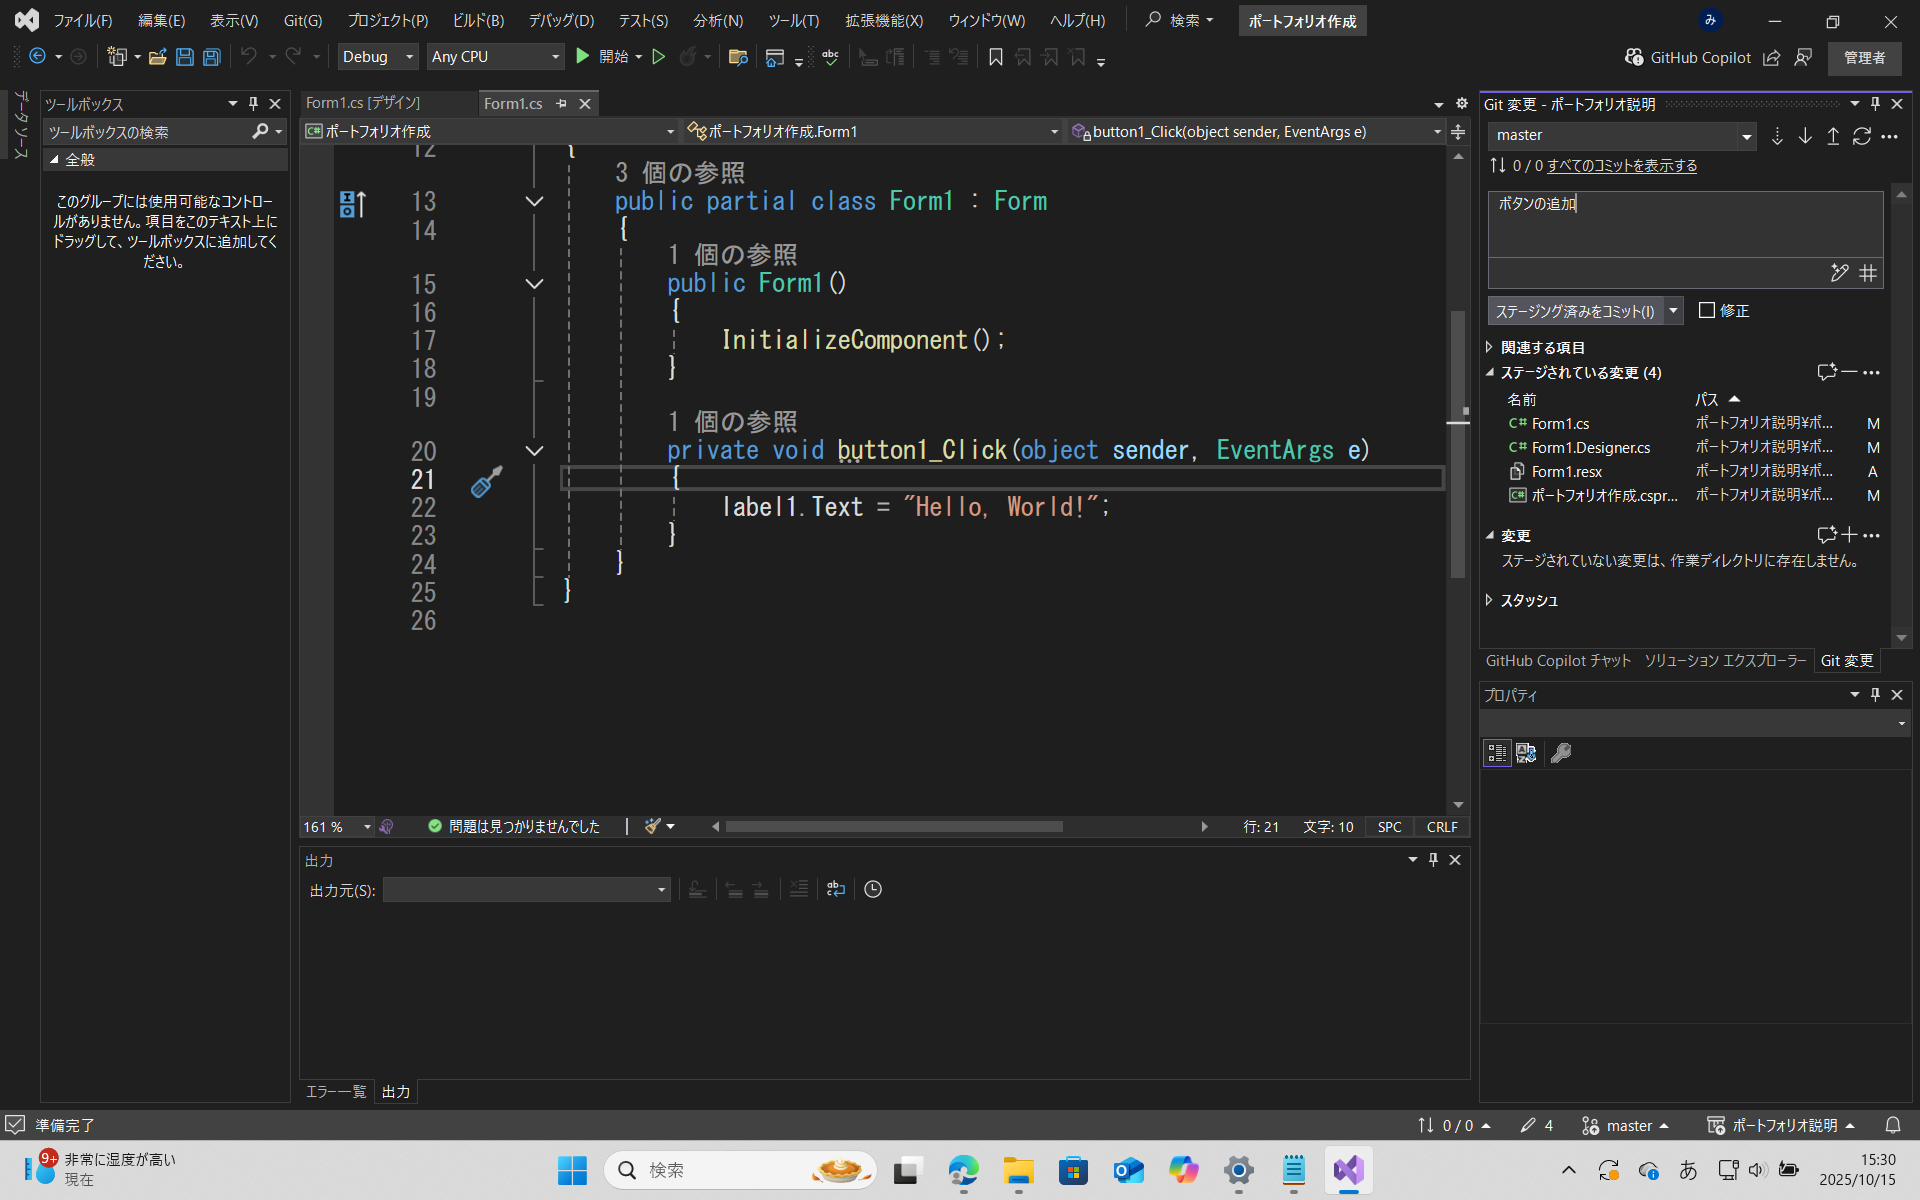 ファイル(F) 編集(E) 表示(V) Git(G) プロジェクト(P) ビルド(B) デバッグ(D) テスト(S) 分析(N) ツール(T) 拡張機能(X) ウィンドウ(W) ヘルプ(H) 検索 ポートフォリオ作成 み
Debug Any CPU 開始 abc GitHub Copilot 管理者
データ ソース
ツールボックス
ツールボックスの検索
全般
このグループには使用可能なコントロールがありません。項目をこのテキスト上にドラッグして、ツールボックスに追加してください。
Form1.cs [デザイン] Form1.cs
ポートフォリオ作成 ポートフォリオ作成.Form1 button1_Click(object sender, EventArgs e)
12 {
3 個の参照
13 public partial class Form1 : Form
14 {
1 個の参照
15 public Form1()
16 {
17 InitializeComponent();
18 }
19
1 個の参照
20 private void button1_Click(object sender, EventArgs e)
21 {
22 label1.Text = "Hello, World!";
23 }
24 }
25 }
26
161 % 問題は見つかりませんでした 行: 21 文字: 10 SPC CRLF
出力
出力元(S):
エラー一覧 出力
Git 変更 - ポートフォリオ説明
master
0 / 0 すべてのコミットを表示する
ボタンの追加
ステージング済みをコミット(I) 修正
関連する項目
ステージされている変更 (4)
名前 パス
C# Form1.cs ポートフォリオ説明¥ポ... M
C# Form1.Designer.cs ポートフォリオ説明¥ポ... M
Form1.resx ポートフォリオ説明¥ポ... A
C# ポートフォリオ作成.cspr... ポートフォリオ説明¥ポ... M
変更
ステージされていない変更は、作業ディレクトリに存在しません。
スタッシュ
GitHub Copilot チャット ソリューション エクスプローラー Git 変更
プロパティ
準備完了 0 / 0 4 master ポートフォリオ説明
9+ 非常に湿度が高い
現在
検索
あ
15:30
2025/10/15